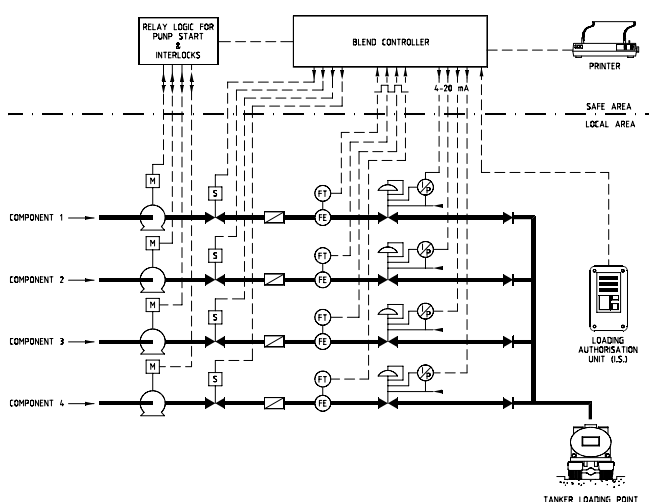 RELAY LOGIC FOR
PUNP START
&
INTERLOCKS
BLEND CONTROLLER
PRINTER
4-20 mA
SAFE AREA
LOCAL AREA
M
S
FT
I/P
COMPONENT 1
FE
M
S
FT
I/P
COMPONENT 2
FE
M
S
FT
I/P
COMPONENT 3
FE
M
S
FT
I/P
COMPONENT 4
FE
LOADING
AUTHORISATION
UNIT (I.S.)
TANKER LOADING POINT